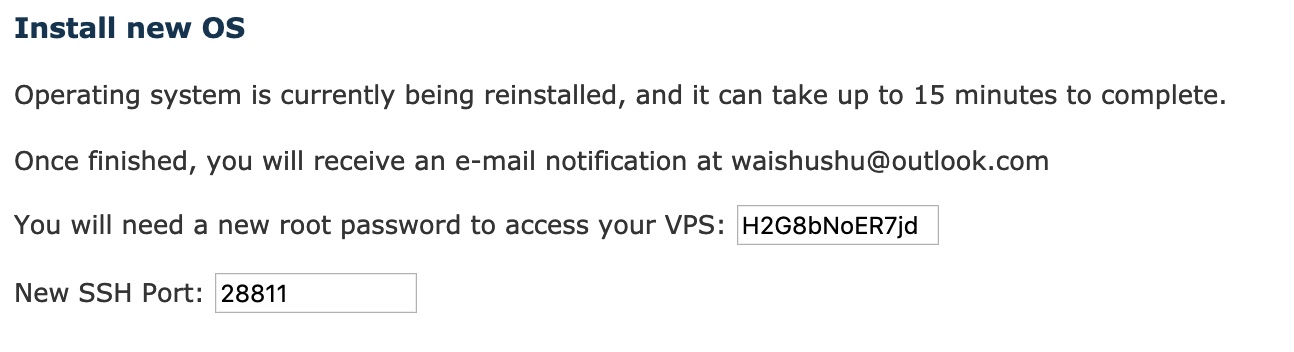 Install new OS
Operating system is currently being reinstalled, and it can take up to 15 minutes to complete.
Once finished, you will receive an e-mail notification at waishushu@outlook.com
You will need a new root password to access your VPS: H2G8bNoER7jd
New SSH Port: 28811